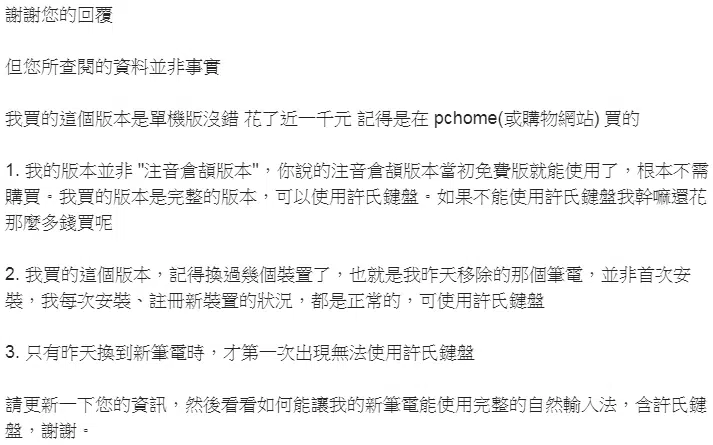 謝謝您的回覆
但您所查閱的資料並非事實
我買的這個版本是單機版沒錯 花了近一千元 記得是在 pchome(或購物網站) 買的
1. 我的版本並非 "注音倉頡版本"，你說的注音倉頡版本當初免費版就能使用了，根本不需
購買。我買的版本是完整的版本，可以使用許氏鍵盤。如果不能使用許氏鍵盤我幹嘛還花
那麼多錢買呢
2. 我買的這個版本，記得換過幾個裝置了，也就是我昨天移除的那個筆電，並非首次安
裝，我每次安裝、註冊新裝置的狀況，都是正常的，可使用許氏鍵盤
3. 只有昨天換到新筆電時，才第一次出現無法使用許氏鍵盤
請更新一下您的資訊，然後看看如何能讓我的新筆電能使用完整的自然輸入法，含許氏鍵
盤，謝謝。